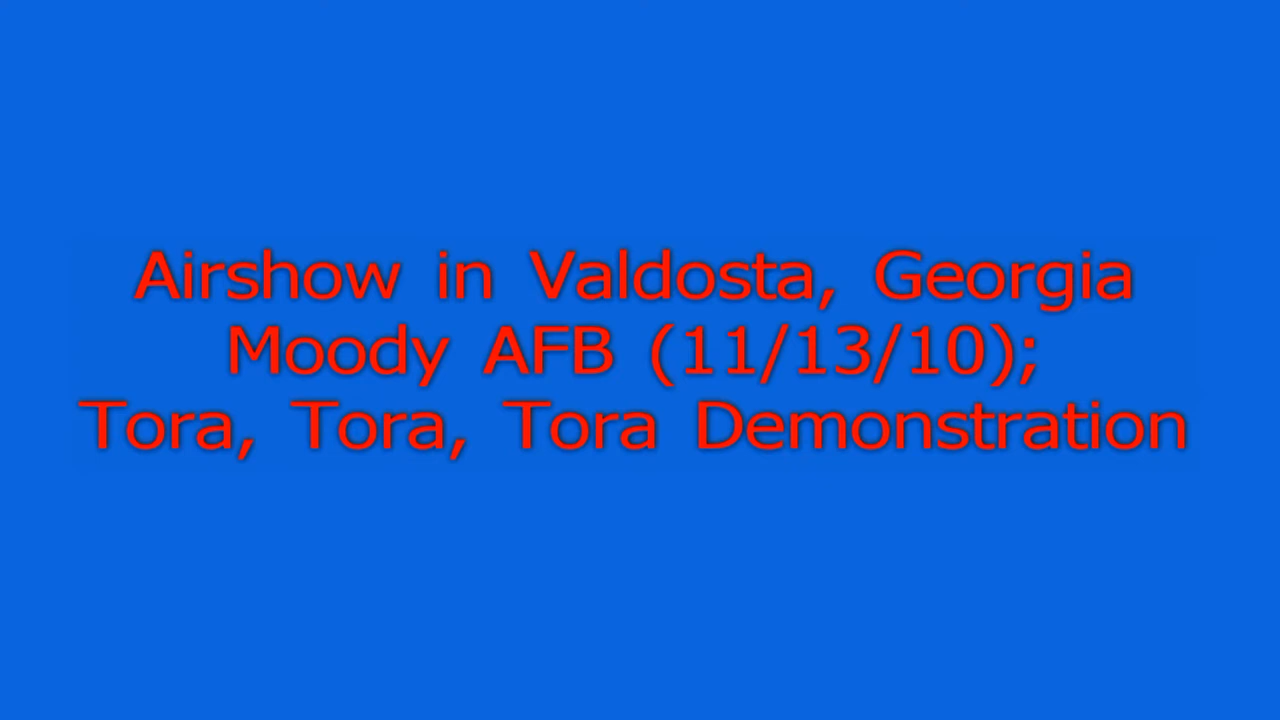 Airshow in Valdosta, Georgia
Moody AFB (11/13/10);
Tora, Tora, Tora Demonstration